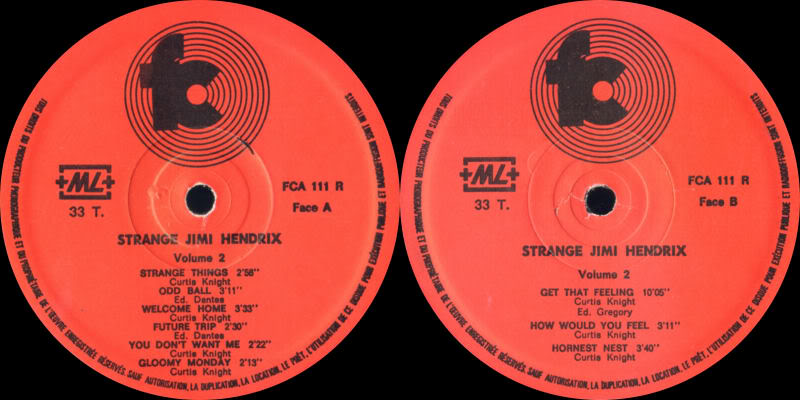 fc
+ML+
33 T.
FCA 111 R
Face A
STRANGE JIMI HENDRIX
Volume 2
STRANGE THINGS 2'58"
Curtis Knight
ODD BALL 3'11"
Ed. Dantes
WELCOME HOME 3'33"
Curtis Knight
FUTURE TRIP 2'30"
Ed. Dantes
YOU DON'T WANT ME 2'22"
Curtis Knight
GLOOMY MONDAY 2'13"
Curtis Knight
TOUS DROITS DU PRODUCTEUR PHONOGRAPHIQUE ET DU PROPRIÉTAIRE DE L'ŒUVRE ENREGISTRÉE RÉSERVÉS. SAUF AUTORISATION, LA DUPLICATION, LA LOCATION, LE PRÊT, L'UTILISATION DE CE DISQUE POUR EXÉCUTION PUBLIQUE ET RADIODIFFUSION SONT INTERDITS
fc
+ML+
33 T.
FCA 111 R
Face B
STRANGE JIMI HENDRIX
Volume 2
GET THAT FEELING 10'05"
Curtis Knight
Ed. Gregory
HOW WOULD YOU FEEL 3'11"
Curtis Knight
HORNEST NEST 3'40"
Curtis Knight
TOUS DROITS DU PRODUCTEUR PHONOGRAPHIQUE ET DU PROPRIÉTAIRE DE L'ŒUVRE ENREGISTRÉE RÉSERVÉS. SAUF AUTORISATION, LA DUPLICATION, LA LOCATION, LE PRÊT, L'UTILISATION DE CE DISQUE POUR EXÉCUTION PUBLIQUE ET RADIODIFFUSION SONT INTERDITS